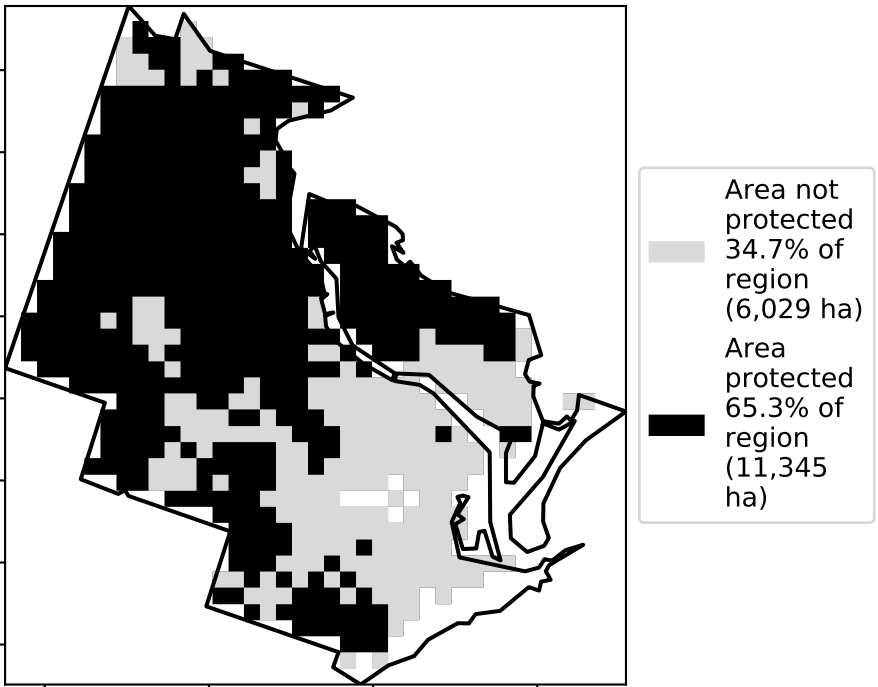 Area not
protected
34.7% of
region
(6,029 ha)
Area
protected
65.3% of
region
(11,345
ha)